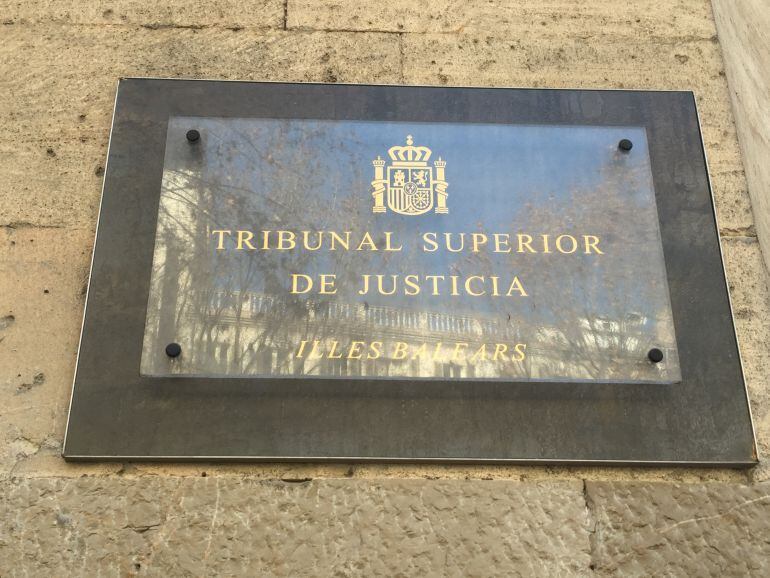 TRIBUNAL SUPERIOR
DE JUSTICIA
ILLES BALEARS